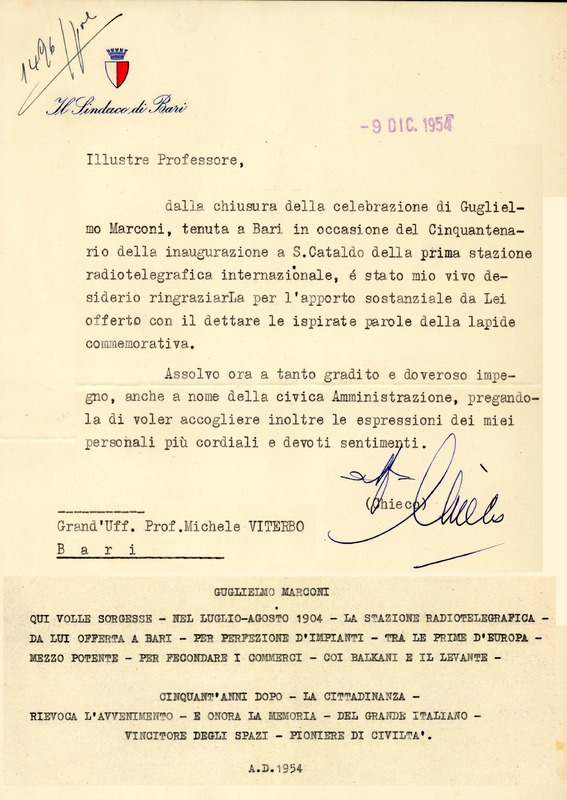 1496/
Il Sindaco di Bari
-9 DIC. 1954
Illustre Professore,
dalla chiusura della celebrazione di Gugliel-
mo Marconi, tenuta a Bari in occasione del Cinquantena-
rio della inaugurazione a S.Cataldo della prima stazione
radiotelegrafica internazionale, é stato mio vivo de-
siderio ringraziarLa per l'apporto sostanziale da Lei
offerto con il dettare le ispirate parole della lapide
commemorativa.
Assolvo ora a tanto gradito e doveroso impe-
gno, anche a nome della civica Amministrazione, pregando-
la di voler accogliere inoltre le espressioni dei miei
personali più cordiali e devoti sentimenti.
(Chieco)
Chieco
Grand'Uff. Prof.Michele VITERBO
B a r i
GUGLIELMO MARCONI
QUI VOLLE SORGESSE - NEL LUGLIO-AGOSTO 1904 - LA STAZIONE RADIOTELEGRAFICA -
DA LUI OFFERTA A BARI - PER PERFEZIONE D'IMPIANTI - TRA LE PRIME D'EUROPA -
MEZZO POTENTE - PER FECONDARE I COMMERCI - COI BALKANI E IL LEVANTE -
CINQUANT'ANNI DOPO - LA CITTADINANZA -
RIEVOCA L'AVVENIMENTO - E ONORA LA MEMORIA - DEL GRANDE ITALIANO -
VINCITORE DEGLI SPAZI - PIONIERE DI CIVILTA'.
A.D.1954